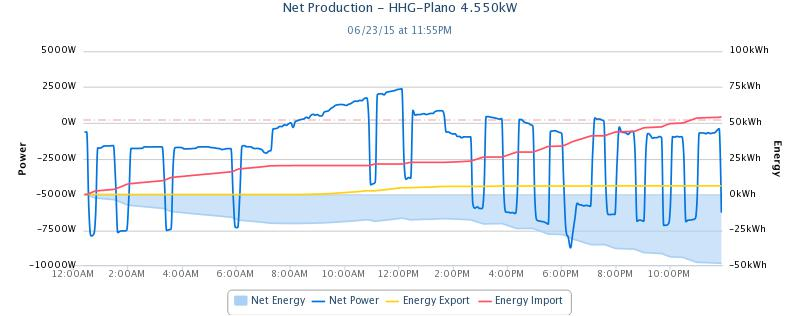 Net Production - HHG-Plano 4.550kW
06/23/15 at 11:55PM
5000W
2500W
0W
−2500W
−5000W
−7500W
−10000W
Power
100kWh
75kWh
50kWh
25kWh
0kWh
−25kWh
−50kWh
Energy
12:00AM 2:00AM 4:00AM 6:00AM 8:00AM 10:00AM 12:00PM 2:00PM 4:00PM 6:00PM 8:00PM 10:00PM
Net Energy Net Power Energy Export Energy Import